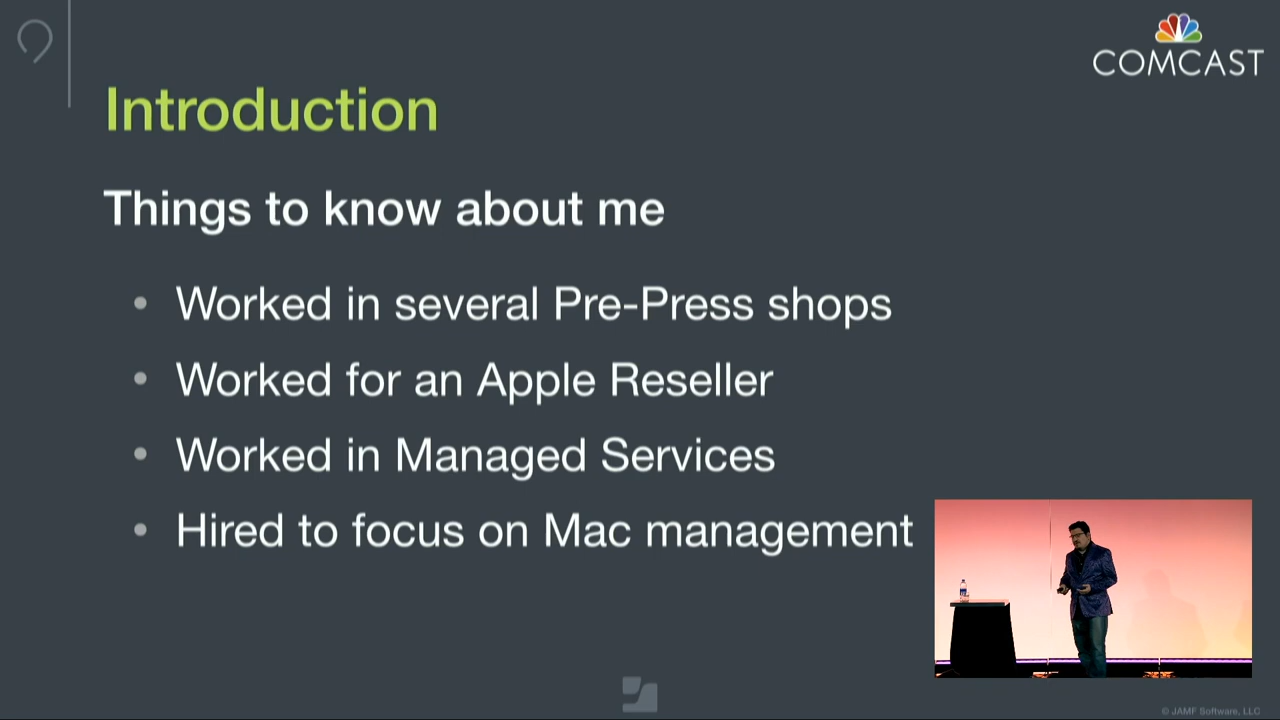 COMCAST
Introduction
Things to know about me
• Worked in several Pre-Press shops
• Worked for an Apple Reseller
• Worked in Managed Services
• Hired to focus on Mac management
© JAMF Software, LLC